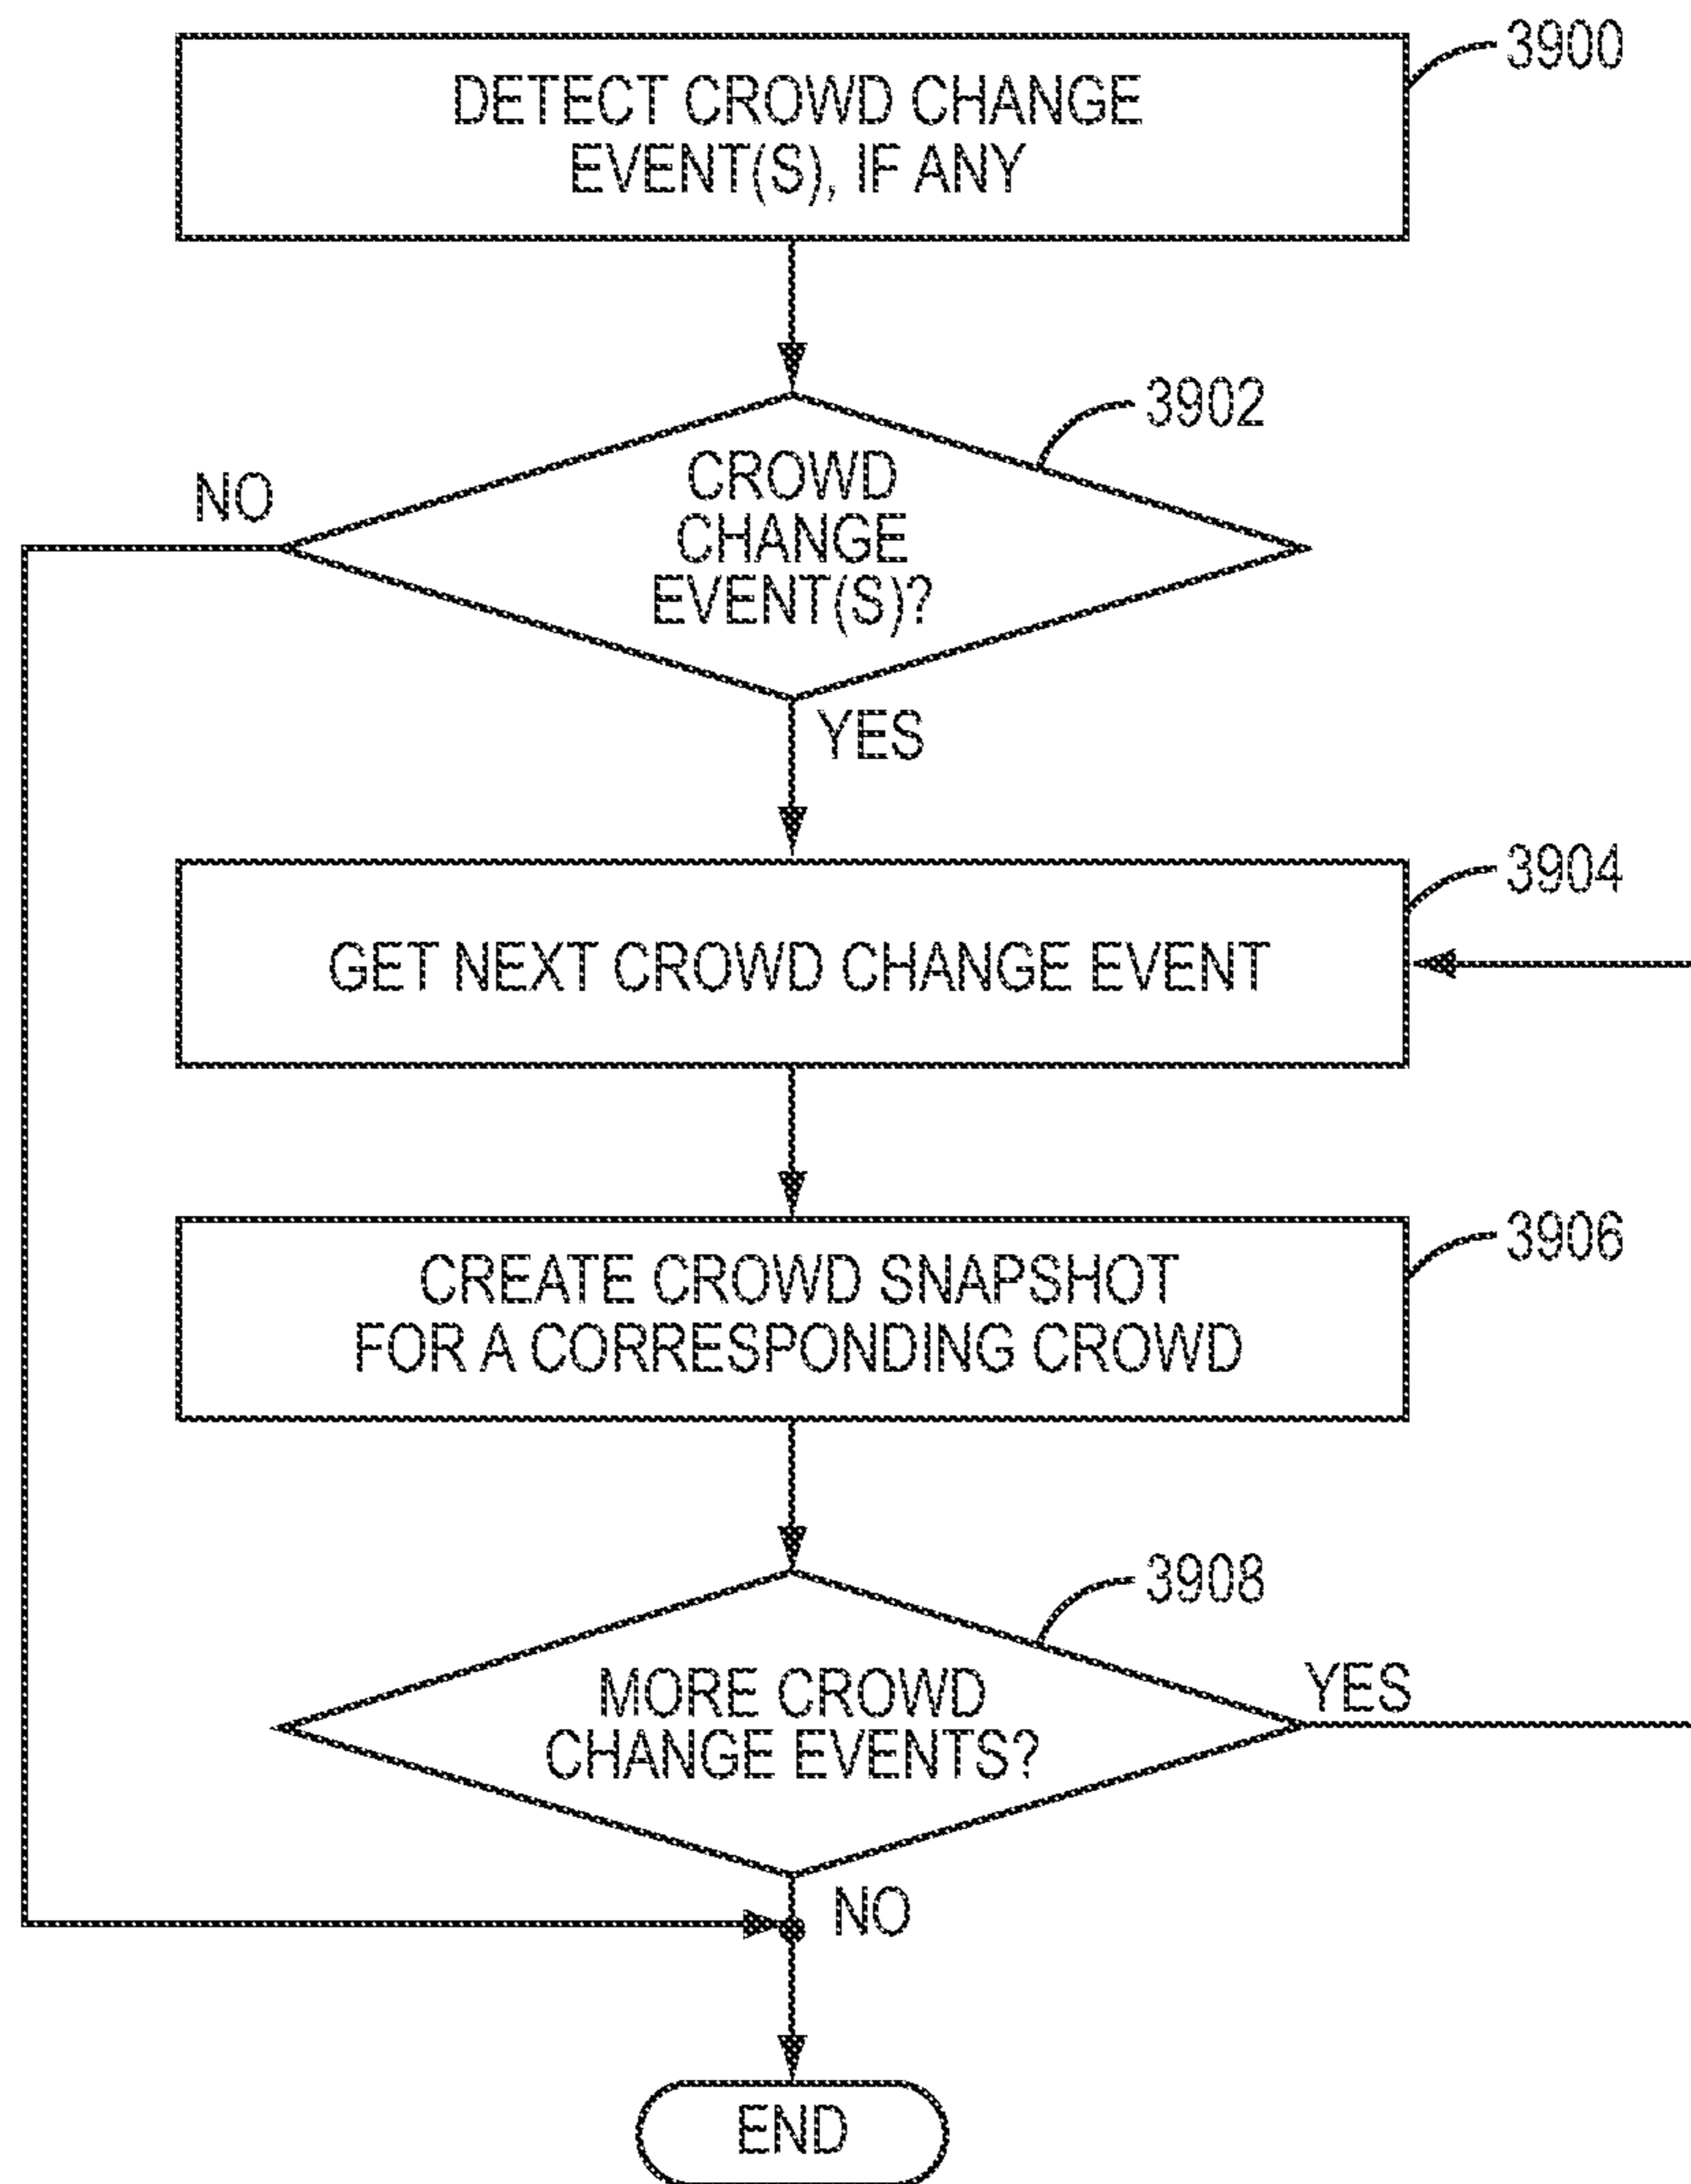 DETECT CROWD CHANGE
EVENT(S), IF ANY
3900
CROWD
CHANGE
EVENT(S)?
3902
NO
YES
GET NEXT CROWD CHANGE EVENT
3904
CREATE CROWD SNAPSHOT
FOR A CORRESPONDING CROWD
3906
MORE CROWD
CHANGE EVENTS?
3908
YES
NO
END